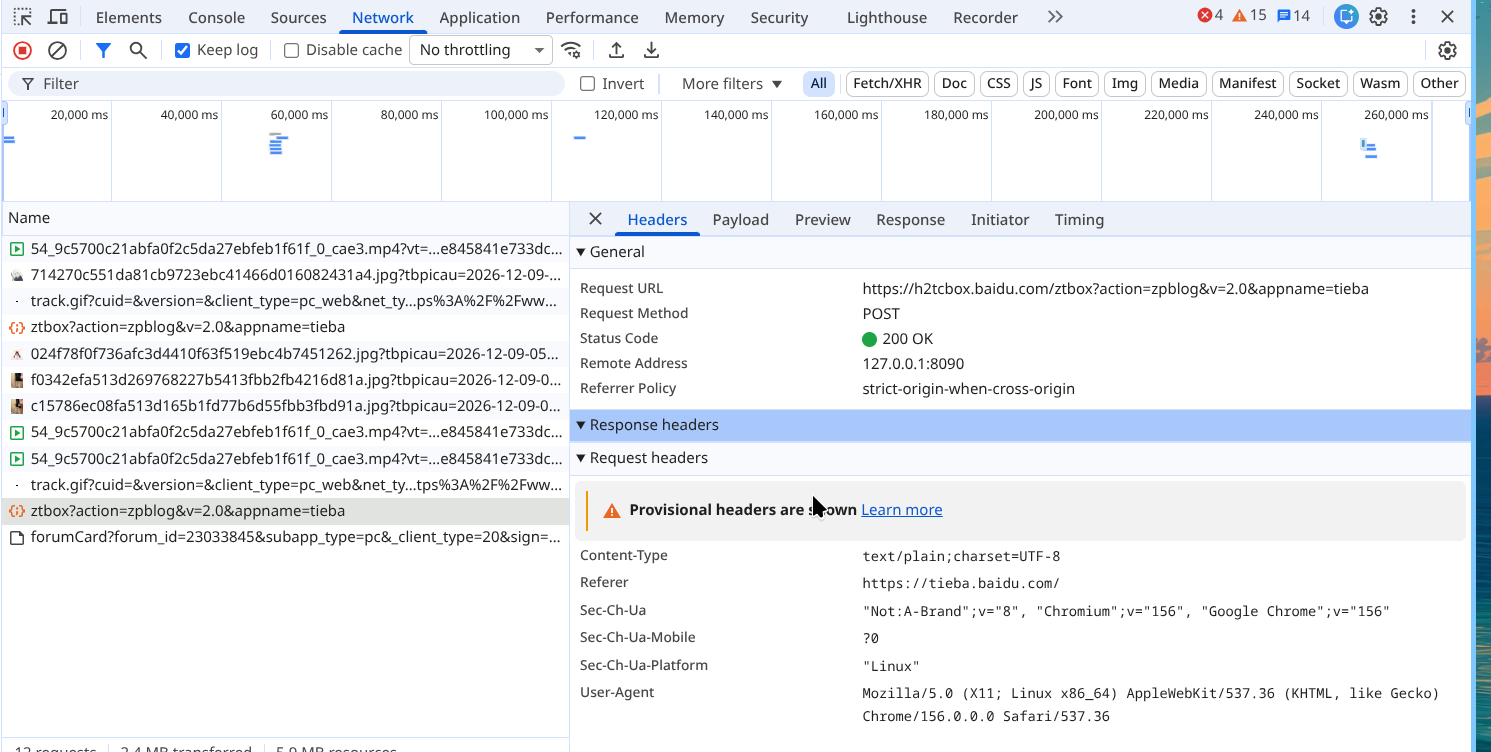 Elements Console Sources Network Application Performance Memory Security Lighthouse Recorder 4 15 14
Keep log Disable cache No throttling
Filter Invert More filters All Fetch/XHR Doc CSS JS Font Img Media Manifest Socket Wasm Other
20,000 ms 40,000 ms 60,000 ms 80,000 ms 100,000 ms 120,000 ms 140,000 ms 160,000 ms 180,000 ms 200,000 ms 220,000 ms 240,000 ms 260,000 ms
Name
54_9c5700c21abfa0f2c5da27ebfeb1f61f_0_cae3.mp4?vt=...e845841e733dc...
714270c551da81cb9723ebc41466d016082431a4.jpg?tbpicau=2026-12-09-...
track.gif?cuid=&version=&client_type=pc_web&net_ty...ps%3A%2F%2Fww...
ztbox?action=zpblog&v=2.0&appname=tieba
024f78f0f736afc3d4410f63f519ebc4b7451262.jpg?tbpicau=2026-12-09-05...
f0342efa513d269768227b5413fbb2fb4216d81a.jpg?tbpicau=2026-12-09-0...
c15786ec08fa513d165b1fd77b6d55fbb3fbd91a.jpg?tbpicau=2026-12-09-0...
54_9c5700c21abfa0f2c5da27ebfeb1f61f_0_cae3.mp4?vt=...e845841e733dc...
54_9c5700c21abfa0f2c5da27ebfeb1f61f_0_cae3.mp4?vt=...e845841e733dc...
track.gif?cuid=&version=&client_type=pc_web&net_ty...tps%3A%2F%2Fww...
ztbox?action=zpblog&v=2.0&appname=tieba
forumCard?forum_id=23033845&subapp_type=pc&_client_type=20&sign=...
12 requests 2.4 MB transferred 5.9 MB resources
Headers Payload Preview Response Initiator Timing
General
Request URL https://h2tcbox.baidu.com/ztbox?action=zpblog&v=2.0&appname=tieba
Request Method POST
Status Code 200 OK
Remote Address 127.0.0.1:8090
Referrer Policy strict-origin-when-cross-origin
Response headers
Request headers
Provisional headers are shown Learn more
Content-Type text/plain;charset=UTF-8
Referer https://tieba.baidu.com/
Sec-Ch-Ua "Not:A-Brand";v="8", "Chromium";v="156", "Google Chrome";v="156"
Sec-Ch-Ua-Mobile ?0
Sec-Ch-Ua-Platform "Linux"
User-Agent Mozilla/5.0 (X11; Linux x86_64) AppleWebKit/537.36 (KHTML, like Gecko)
Chrome/156.0.0.0 Safari/537.36